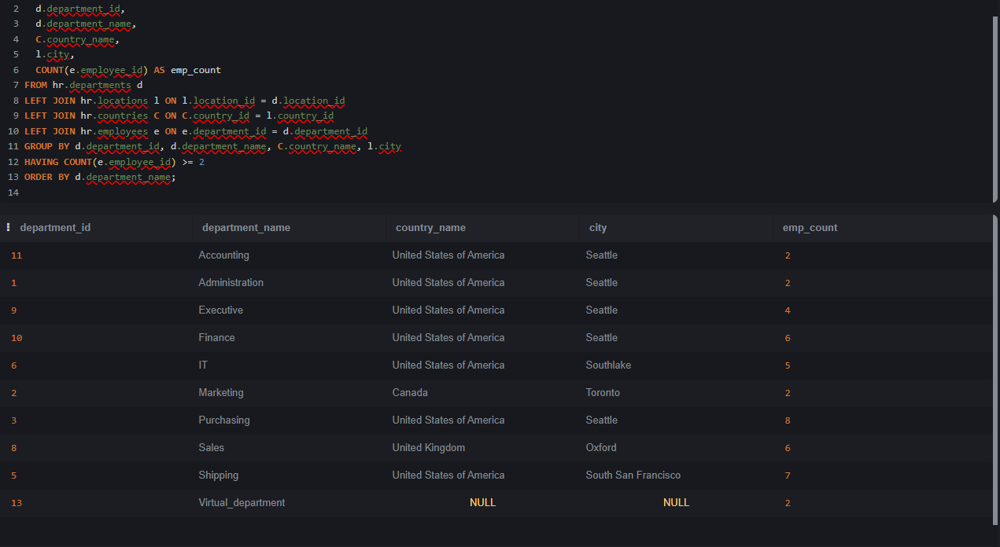 2 d.department_id,
3 d.department_name,
4 C.country_name,
5 l.city,
6 COUNT(e.employee_id) AS emp_count
7 FROM hr.departments d
8 LEFT JOIN hr.locations l ON l.location_id = d.location_id
9 LEFT JOIN hr.countries C ON C.country_id = l.country_id
10 LEFT JOIN hr.employees e ON e.department_id = d.department_id
11 GROUP BY d.department_id, d.department_name, C.country_name, l.city
12 HAVING COUNT(e.employee_id) >= 2
13 ORDER BY d.department_name;
14
department_id department_name country_name city emp_count
11 Accounting United States of America Seattle 2
1 Administration United States of America Seattle 2
9 Executive United States of America Seattle 4
10 Finance United States of America Seattle 6
6 IT United States of America Southlake 5
2 Marketing Canada Toronto 2
3 Purchasing United States of America Seattle 8
8 Sales United Kingdom Oxford 6
5 Shipping United States of America South San Francisco 7
13 Virtual_department NULL NULL 2